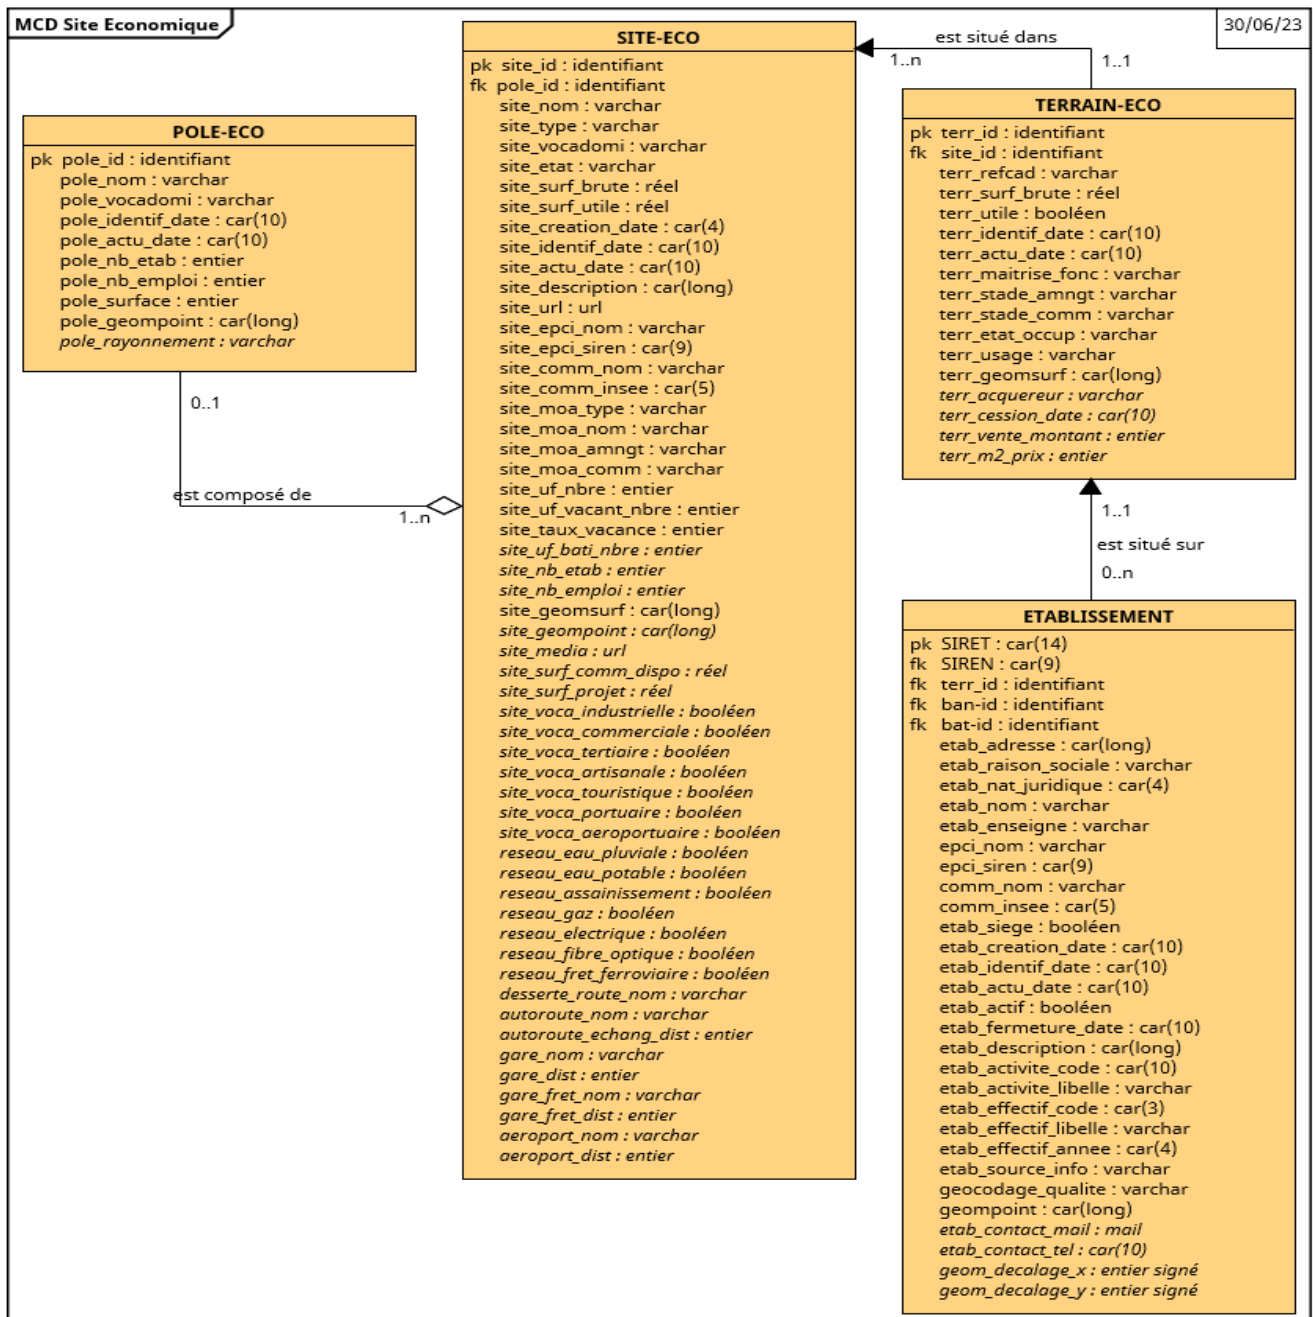 MCD Site Economique
30/06/23
POLE-ECO
pk pole_id : identifiant
pole_nom : varchar
pole_vocadomi : varchar
pole_identif_date : car(10)
pole_actu_date : car(10)
pole_nb_etab : entier
pole_nb_emploi : entier
pole_surface : entier
pole_geompoint : car(long)
pole_rayonnement : varchar
0..1
est composé de
1..n
SITE-ECO
pk site_id : identifiant
fk pole_id : identifiant
site_nom : varchar
site_type : varchar
site_vocadomi : varchar
site_etat : varchar
site_surf_brute : réel
site_surf_utile : réel
site_creation_date : car(4)
site_identif_date : car(10)
site_actu_date : car(10)
site_description : car(long)
site_url : url
site_epci_nom : varchar
site_epci_siren : car(9)
site_comm_nom : varchar
site_comm_insee : car(5)
site_moa_type : varchar
site_moa_nom : varchar
site_moa_amngt : varchar
site_moa_comm : varchar
site_uf_nbre : entier
site_uf_vacant_nbre : entier
site_taux_vacance : entier
site_uf_bati_nbre : entier
site_nb_etab : entier
site_nb_emploi : entier
site_geomsurf : car(long)
site_geompoint : car(long)
site_media : url
site_surf_comm_dispo : réel
site_surf_projet : réel
site_voca_industrielle : booléen
site_voca_commerciale : booléen
site_voca_tertiaire : booléen
site_voca_artisanale : booléen
site_voca_touristique : booléen
site_voca_portuaire : booléen
site_voca_aeroportuaire : booléen
reseau_eau_pluviale : booléen
reseau_eau_potable : booléen
reseau_assainissement : booléen
reseau_gaz : booléen
reseau_electrique : booléen
reseau_fibre_optique : booléen
reseau_fret_ferroviaire : booléen
desserte_route_nom : varchar
autoroute_nom : varchar
autoroute_echang_dist : entier
gare_nom : varchar
gare_dist : entier
gare_fret_nom : varchar
gare_fret_dist : entier
aeroport_nom : varchar
aeroport_dist : entier
est situé dans
1..n
1..1
TERRAIN-ECO
pk terr_id : identifiant
fk site_id : identifiant
terr_refcad : varchar
terr_surf_brute : réel
terr_utile : booléen
terr_identif_date : car(10)
terr_actu_date : car(10)
terr_maitrise_fonc : varchar
terr_stade_amngt : varchar
terr_stade_comm : varchar
terr_etat_occup : varchar
terr_usage : varchar
terr_geomsurf : car(long)
terr_acquereur : varchar
terr_cession_date : car(10)
terr_vente_montant : entier
terr_m2_prix : entier
1..1
est situé sur
0..n
ETABLISSEMENT
pk SIRET : car(14)
fk SIREN : car(9)
fk terr_id : identifiant
fk ban-id : identifiant
fk bat-id : identifiant
etab_adresse : car(long)
etab_raison_sociale : varchar
etab_nat_juridique : car(4)
etab_nom : varchar
etab_enseigne : varchar
epci_nom : varchar
epci_siren : car(9)
comm_nom : varchar
comm_insee : car(5)
etab_siege : booléen
etab_creation_date : car(10)
etab_identif_date : car(10)
etab_actu_date : car(10)
etab_actif : booléen
etab_fermeture_date : car(10)
etab_description : car(long)
etab_activite_code : car(10)
etab_activite_libelle : varchar
etab_effectif_code : car(3)
etab_effectif_libelle : varchar
etab_effectif_annee : car(4)
etab_source_info : varchar
geocodage_qualite : varchar
geompoint : car(long)
etab_contact_mail : mail
etab_contact_tel : car(10)
geom_decalage_x : entier signé
geom_decalage_y : entier signé